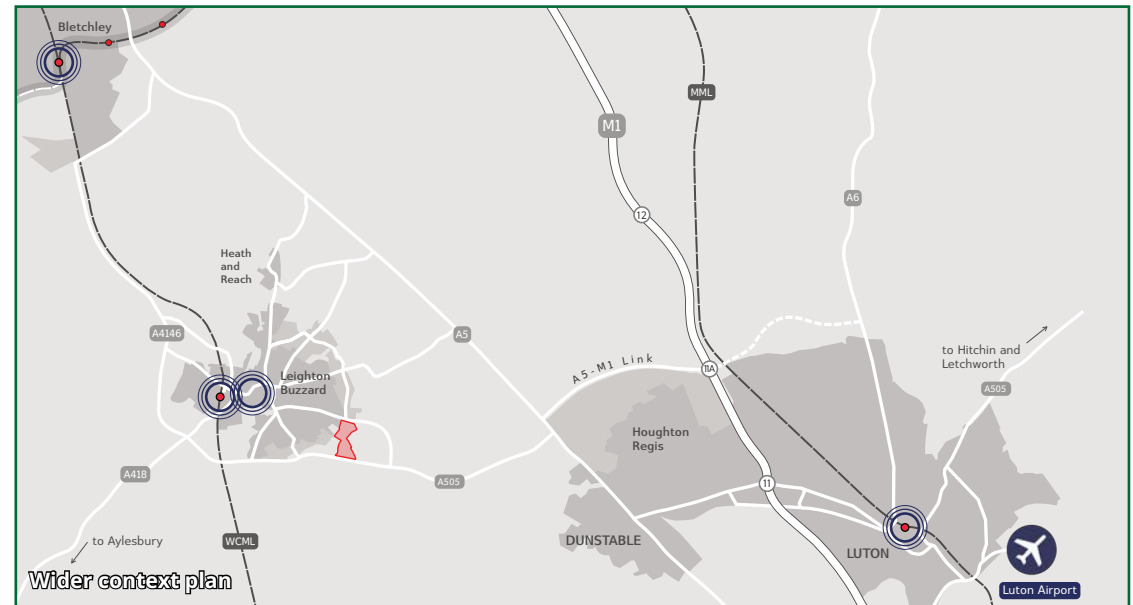 Bletchley
MML
M1
A6
12
Heath
and
Reach
A4146
A5
A5-M1 Link
to Hitchin and
Letchworth
11A
Leighton
Buzzard
A505
Houghton
Regis
A418
A505
11
to Aylesbury
WCML
DUNSTABLE
LUTON
Wider context plan
Luton Airport